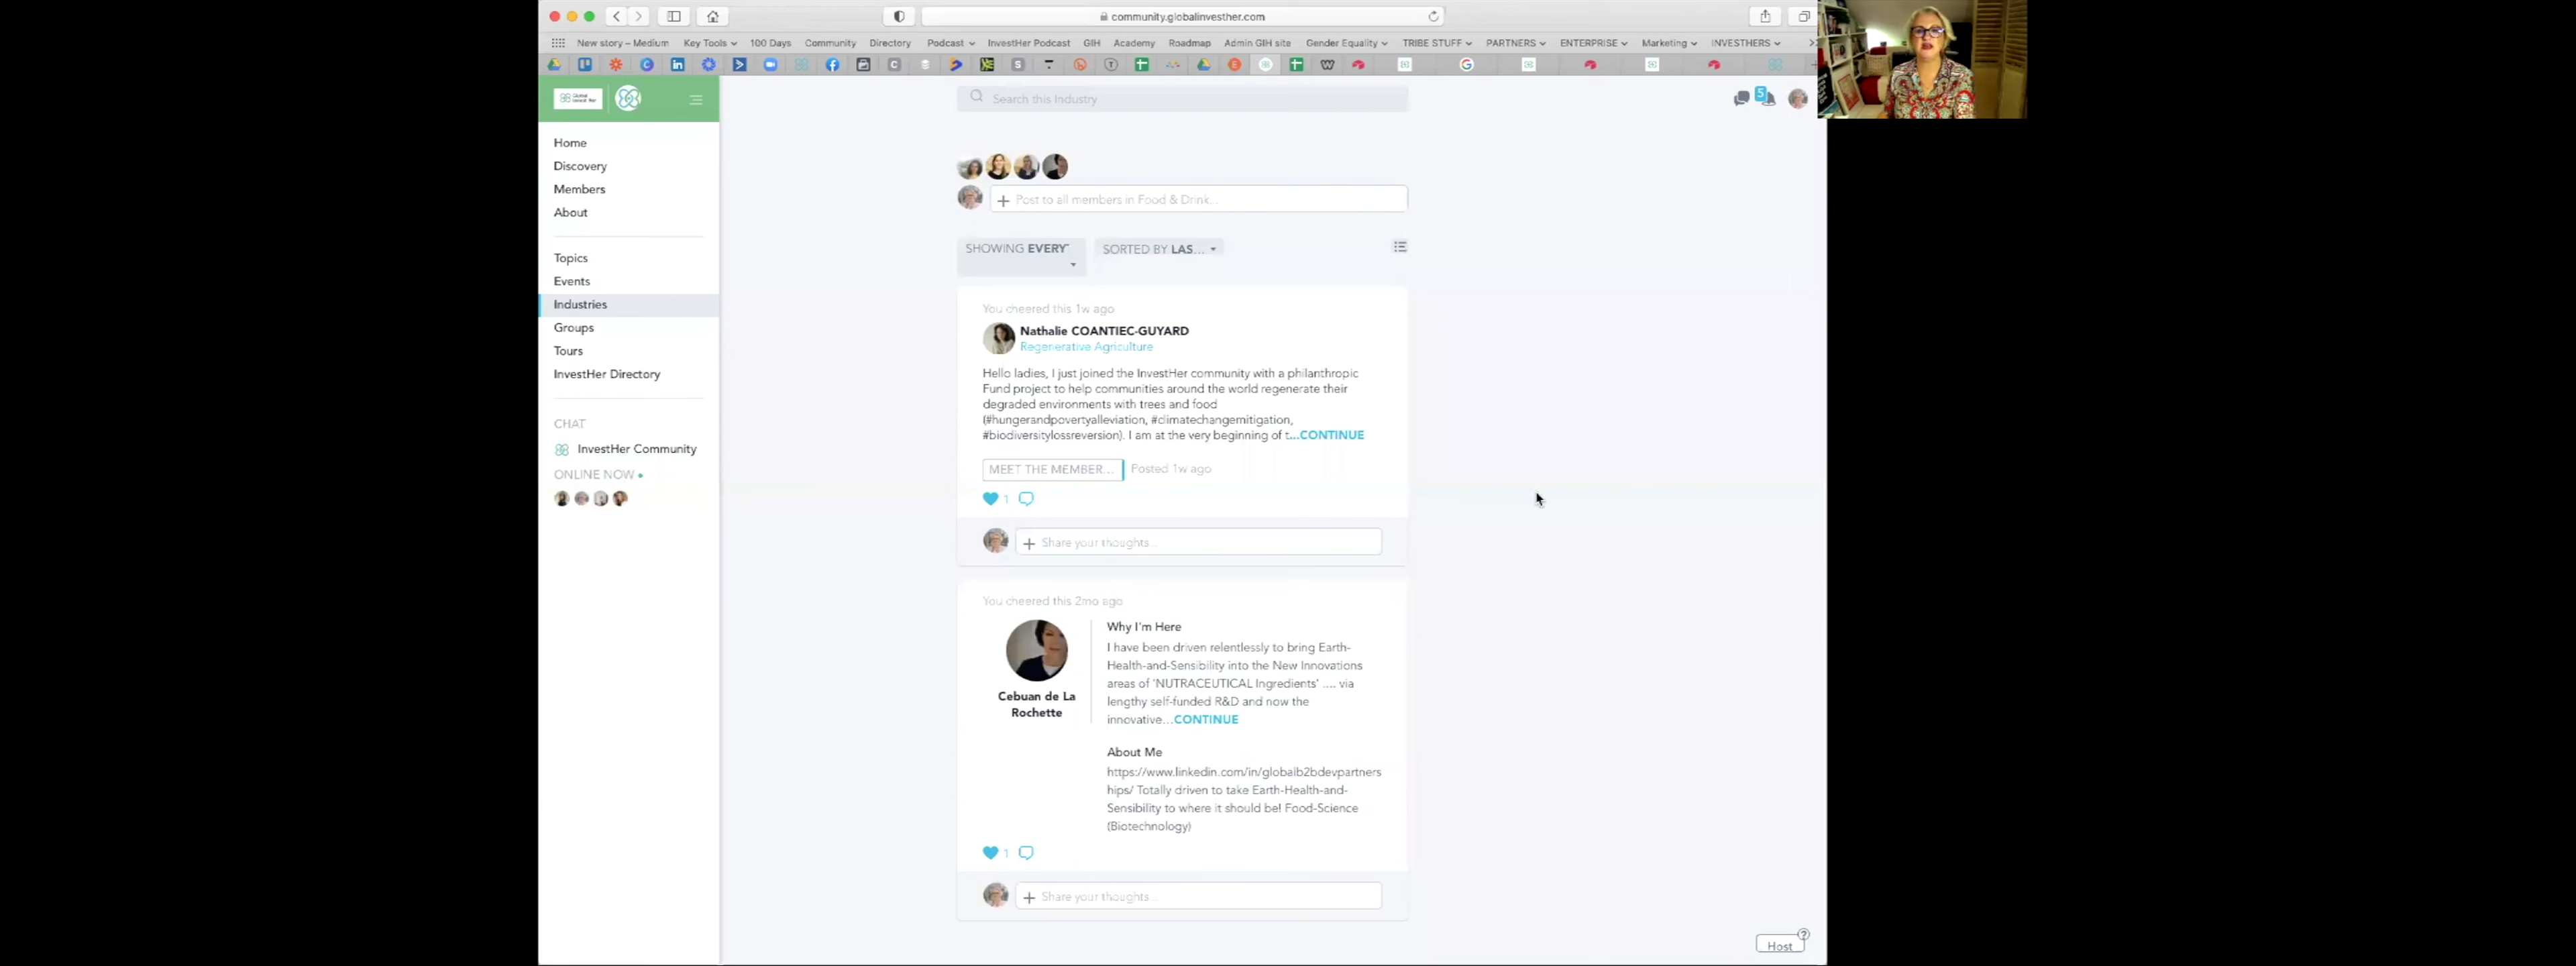 community.globalinvesther.com
New story – Medium Key Tools 100 Days Community Directory Podcast InvestHer Podcast GIH Academy Roadmap Admin GIH site Gender Equality TRIBE STUFF PARTNERS ENTERPRISE Marketing INVESTHERS
Search this Industry
5
Home
Discovery
Members
About
Topics
Events
Industries
Groups
Tours
InvestHer Directory
CHAT
InvestHer Community
ONLINE NOW
Post to all members in Food & Drink...
SHOWING EVERY
SORTED BY LAS...
You cheered this 1w ago
Nathalie COANTIEC-GUYARD
Regenerative Agriculture
Hello ladies, I just joined the InvestHer community with a philanthropic
Fund project to help communities around the world regenerate their
degraded environments with trees and food
(#hungerandpovertyalleviation, #climatechangemitigation,
#biodiversitylossreversion). I am at the very beginning of t...CONTINUE
MEET THE MEMBER... Posted 1w ago
1
Share your thoughts...
You cheered this 2mo ago
Cebuan de La
Rochette
Why I'm Here
I have been driven relentlessly to bring Earth-
Health-and-Sensibility into the New Innovations
areas of 'NUTRACEUTICAL Ingredients' .... via
lengthy self-funded R&D and now the
innovative...CONTINUE
About Me
https://www.linkedin.com/in/globalb2bdevpartners
hips/ Totally driven to take Earth-Health-and-
Sensibility to where it should be! Food-Science
(Biotechnology)
1
Share your thoughts...
Host
?